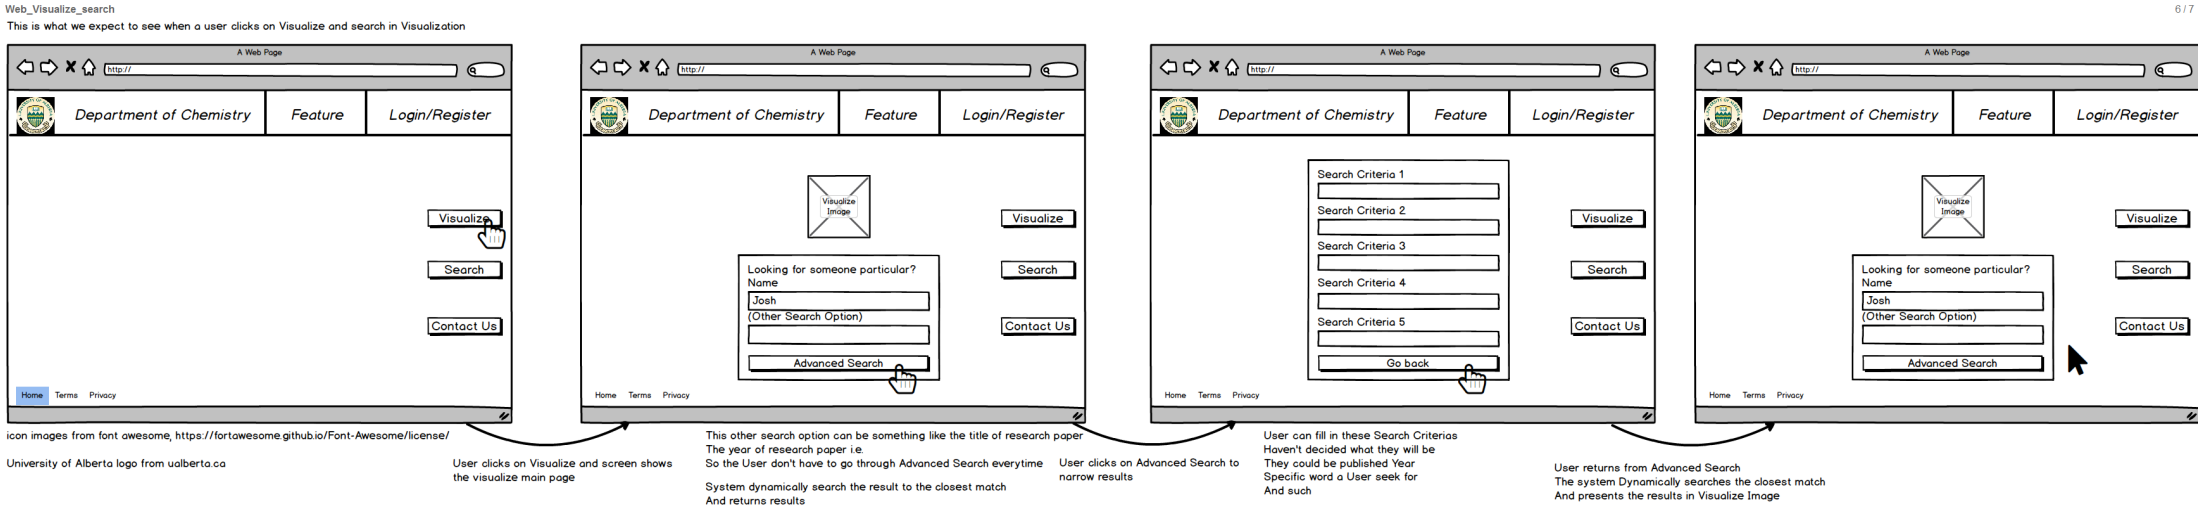 Web_Visualize_search
6 / 7
This is what we expect to see when a user clicks on Visualize and search in Visualization
A Web Page
http://
Department of Chemistry
Feature
Login/Register
Visualize
Search
Contact Us
Home
Terms
Privacy
A Web Page
http://
Department of Chemistry
Feature
Login/Register
Visualize
Image
Looking for someone particular?
Name
Josh
(Other Search Option)
Advanced Search
Visualize
Search
Contact Us
Home
Terms
Privacy
A Web Page
http://
Department of Chemistry
Feature
Login/Register
Search Criteria 1
Search Criteria 2
Search Criteria 3
Search Criteria 4
Search Criteria 5
Go back
Visualize
Search
Contact Us
Home
Terms
Privacy
A Web Page
http://
Department of Chemistry
Feature
Login/Register
Visualize
Image
Looking for someone particular?
Name
Josh
(Other Search Option)
Advanced Search
Visualize
Search
Contact Us
Home
Terms
Privacy
icon images from font awesome, https://fortawesome.github.io/Font-Awesome/license/
University of Alberta logo from ualberta.ca
User clicks on Visualize and screen shows
the visualize main page
This other search option can be something like the title of research paper
The year of research paper i.e.
So the User don't have to go through Advanced Search everytime
System dynamically search the result to the closest match
And returns results
User clicks on Advanced Search to
narrow results
User can fill in these Search Criterias
Haven't decided what they will be
They could be published Year
Specific word a User seek for
And such
User returns from Advanced Search
The system Dynamically searches the closest match
And presents the results in Visualize Image